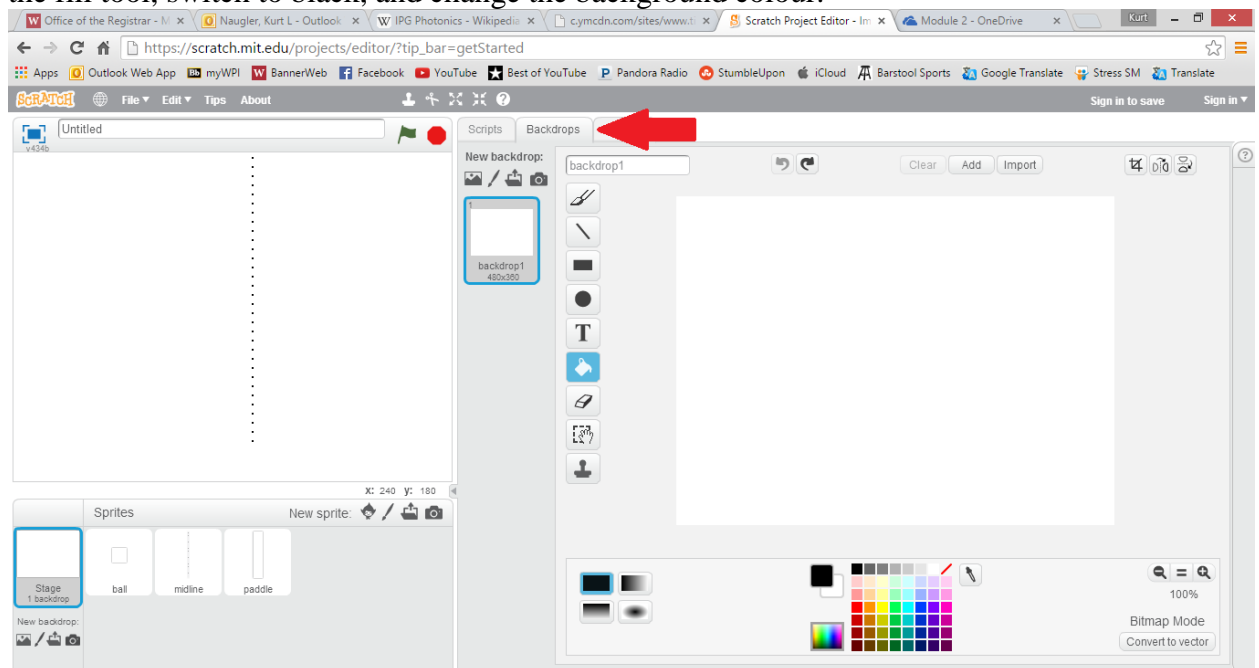 the fill tool, switch to black, and change the background colour.
Office of the Registrar - M Naugler, Kurt L - Outlook IPG Photonics - Wikipedia c.ymcdn.com/sites/www.ti Scratch Project Editor - Im Module 2 - OneDrive Kurt
https://scratch.mit.edu/projects/editor/?tip_bar=getStarted
Apps Outlook Web App Bb myWPI W BannerWeb Facebook YouTube Best of YouTube Pandora Radio StumbleUpon iCloud Barstool Sports Google Translate Stress SM Translate
SCRATCH File Edit Tips About Sign in to save Sign in
Untitled
v434b
Scripts Backdrops
New backdrop:
backdrop1 Clear Add Import
1
backdrop1
480x360
T
x: 240 y: 180
Sprites New sprite:
Stage
1 backdrop
ball midline paddle
New backdrop:
100%
Bitmap Mode
Convert to vector